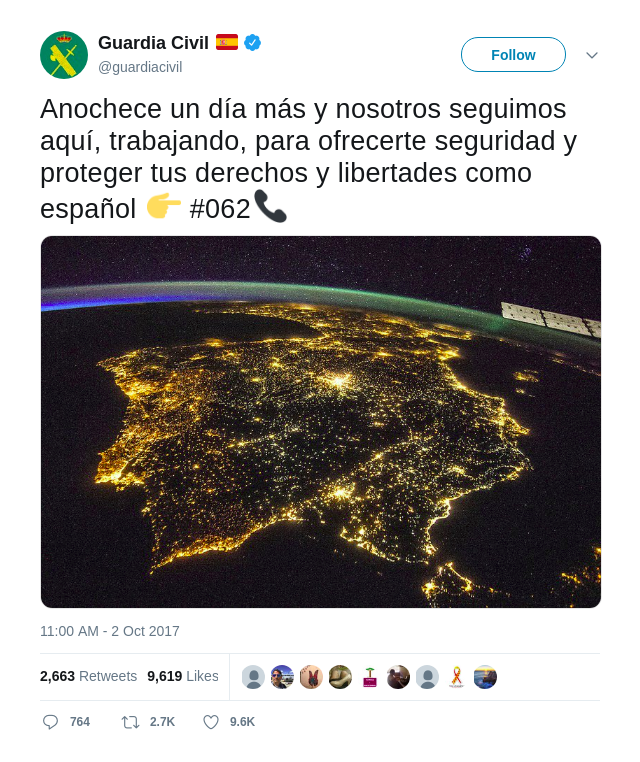 Guardia Civil 🇪🇸
@guardiacivil
Follow
Anochece un día más y nosotros seguimos
aquí, trabajando, para ofrecerte seguridad y
proteger tus derechos y libertades como
español 👉 #062📞
11:00 AM - 2 Oct 2017
2,663 Retweets 9,619 Likes
764 2.7K 9.6K